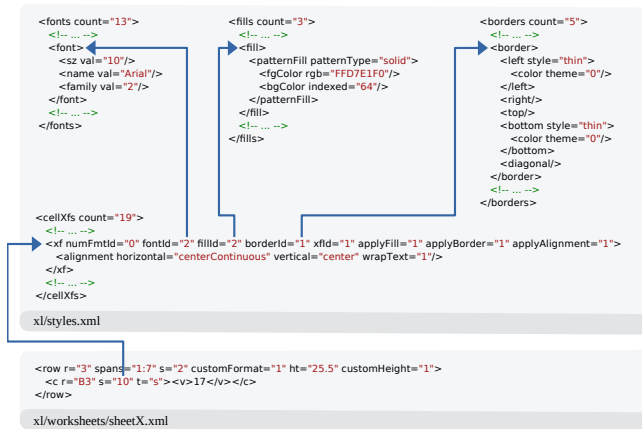 <fonts count="13">
<!-- ... -->
<font>
<sz val="10"/>
<name val="Arial"/>
<family val="2"/>
</font>
<!-- ... -->
</fonts>
<fills count="3">
<!-- ... -->
<fill>
<patternFill patternType="solid">
<fgColor rgb="FFD7E1F0"/>
<bgColor indexed="64"/>
</patternFill>
</fill>
<!-- ... -->
</fills>
<borders count="5">
<!-- ... -->
<border>
<left style="thin">
<color theme="0"/>
</left>
<right/>
<top/>
<bottom style="thin">
<color theme="0"/>
</bottom>
<diagonal/>
</border>
<!-- ... -->
</borders>
<cellXfs count="19">
<!-- ... -->
<xf numFmtId="0" fontId="2" fillId="2" borderId="1" xfId="1" applyFill="1" applyBorder="1" applyAlignment="1">
<alignment horizontal="centerContinuous" vertical="center" wrapText="1"/>
</xf>
<!-- ... -->
</cellXfs>
xl/styles.xml
<row r="3" spans="1:7" s="2" customFormat="1" ht="25.5" customHeight="1">
<c r="B3" s="10" t="s"><v>17</v></c>
</row>
xl/worksheets/sheetX.xml